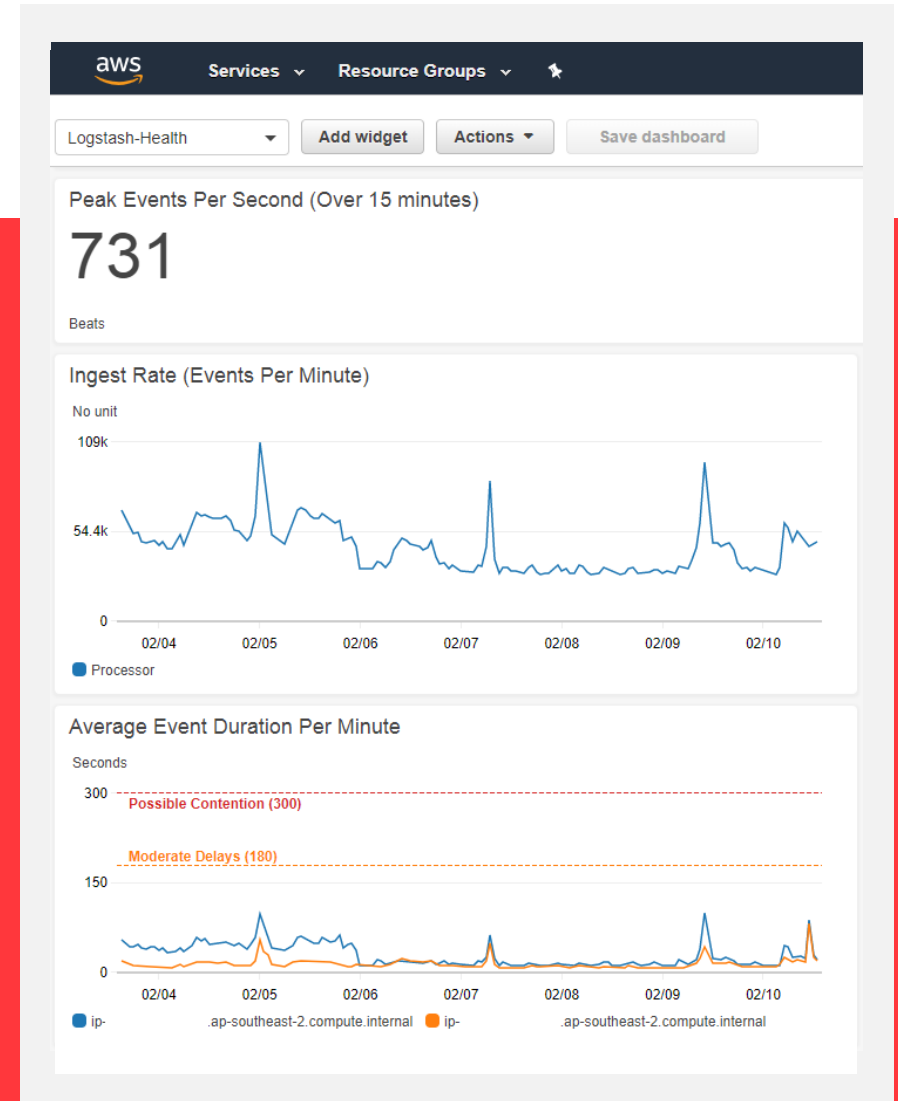 aws Services Resource Groups
Logstash-Health Add widget Actions Save dashboard
Peak Events Per Second (Over 15 minutes)
731
Beats
Ingest Rate (Events Per Minute)
No unit
109k
54.4k
0
02/04 02/05 02/06 02/07 02/08 02/09 02/10
Processor
Average Event Duration Per Minute
Seconds
300
Possible Contention (300)
Moderate Delays (180)
150
0
02/04 02/05 02/06 02/07 02/08 02/09 02/10
ip- .ap-southeast-2.compute.internal ip- .ap-southeast-2.compute.internal